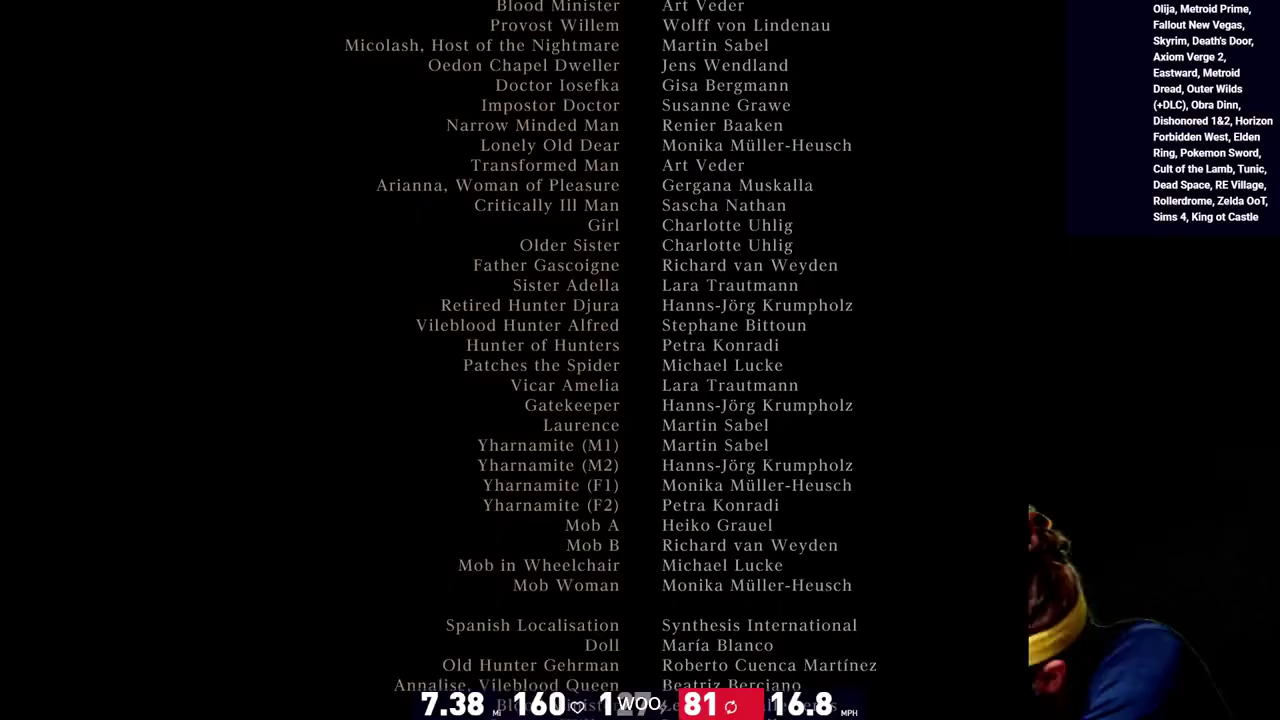 Blood Minister Art Veder
Provost Willem Wolff von Lindenau
Micolash, Host of the Nightmare Martin Sabel
Oedon Chapel Dweller Jens Wendland
Doctor Iosefka Gisa Bergmann
Impostor Doctor Susanne Grawe
Narrow Minded Man Renier Baaken
Lonely Old Dear Monika Müller-Heusch
Transformed Man Art Veder
Arianna, Woman of Pleasure Gergana Muskalla
Critically Ill Man Sascha Nathan
Girl Charlotte Uhlig
Older Sister Charlotte Uhlig
Father Gascoigne Richard van Weyden
Sister Adella Lara Trautmann
Retired Hunter Djura Hanns-Jörg Krumpholz
Vileblood Hunter Alfred Stephane Bittoun
Hunter of Hunters Petra Konradi
Patches the Spider Michael Lucke
Vicar Amelia Lara Trautmann
Gatekeeper Hanns-Jörg Krumpholz
Laurence Martin Sabel
Yharnamite (M1) Martin Sabel
Yharnamite (M2) Hanns-Jörg Krumpholz
Yharnamite (F1) Monika Müller-Heusch
Yharnamite (F2) Petra Konradi
Mob A Heiko Grauel
Mob B Richard van Weyden
Mob in Wheelchair Michael Lucke
Mob Woman Monika Müller-Heusch
Spanish Localisation Synthesis International
Doll María Blanco
Old Hunter Gehrman Roberto Cuenca Martínez
Annalise, Vileblood Queen Beatriz Berciano
7.38 Mi 160 WOO 81 16.8 MPH
Olija, Metroid Prime,
Fallout New Vegas,
Skyrim, Death's Door,
Axiom Verge 2,
Eastward, Metroid
Dread, Outer Wilds
(+DLC), Obra Dinn,
Dishonored 1&2, Horizon
Forbidden West, Elden
Ring, Pokemon Sword,
Cult of the Lamb, Tunic,
Dead Space, RE Village,
Rollerdrome, Zelda OoT,
Sims 4, King ot Castle